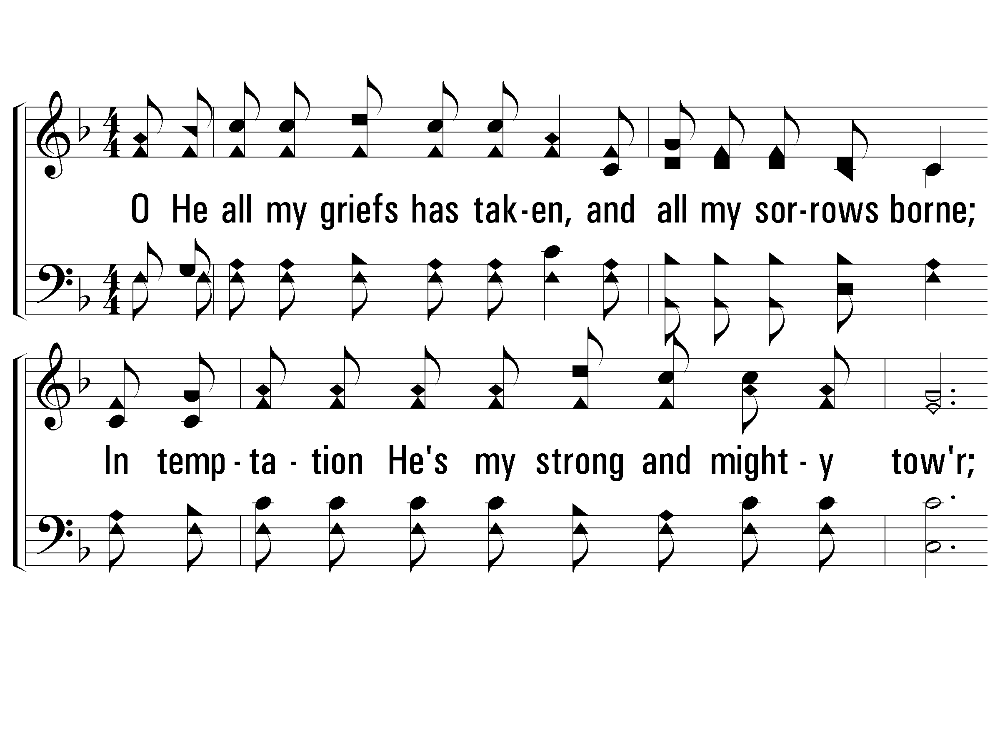 O He all my griefs has tak-en, and all my sor-rows borne;
In temp - ta - tion He's my strong and might - y tow'r;